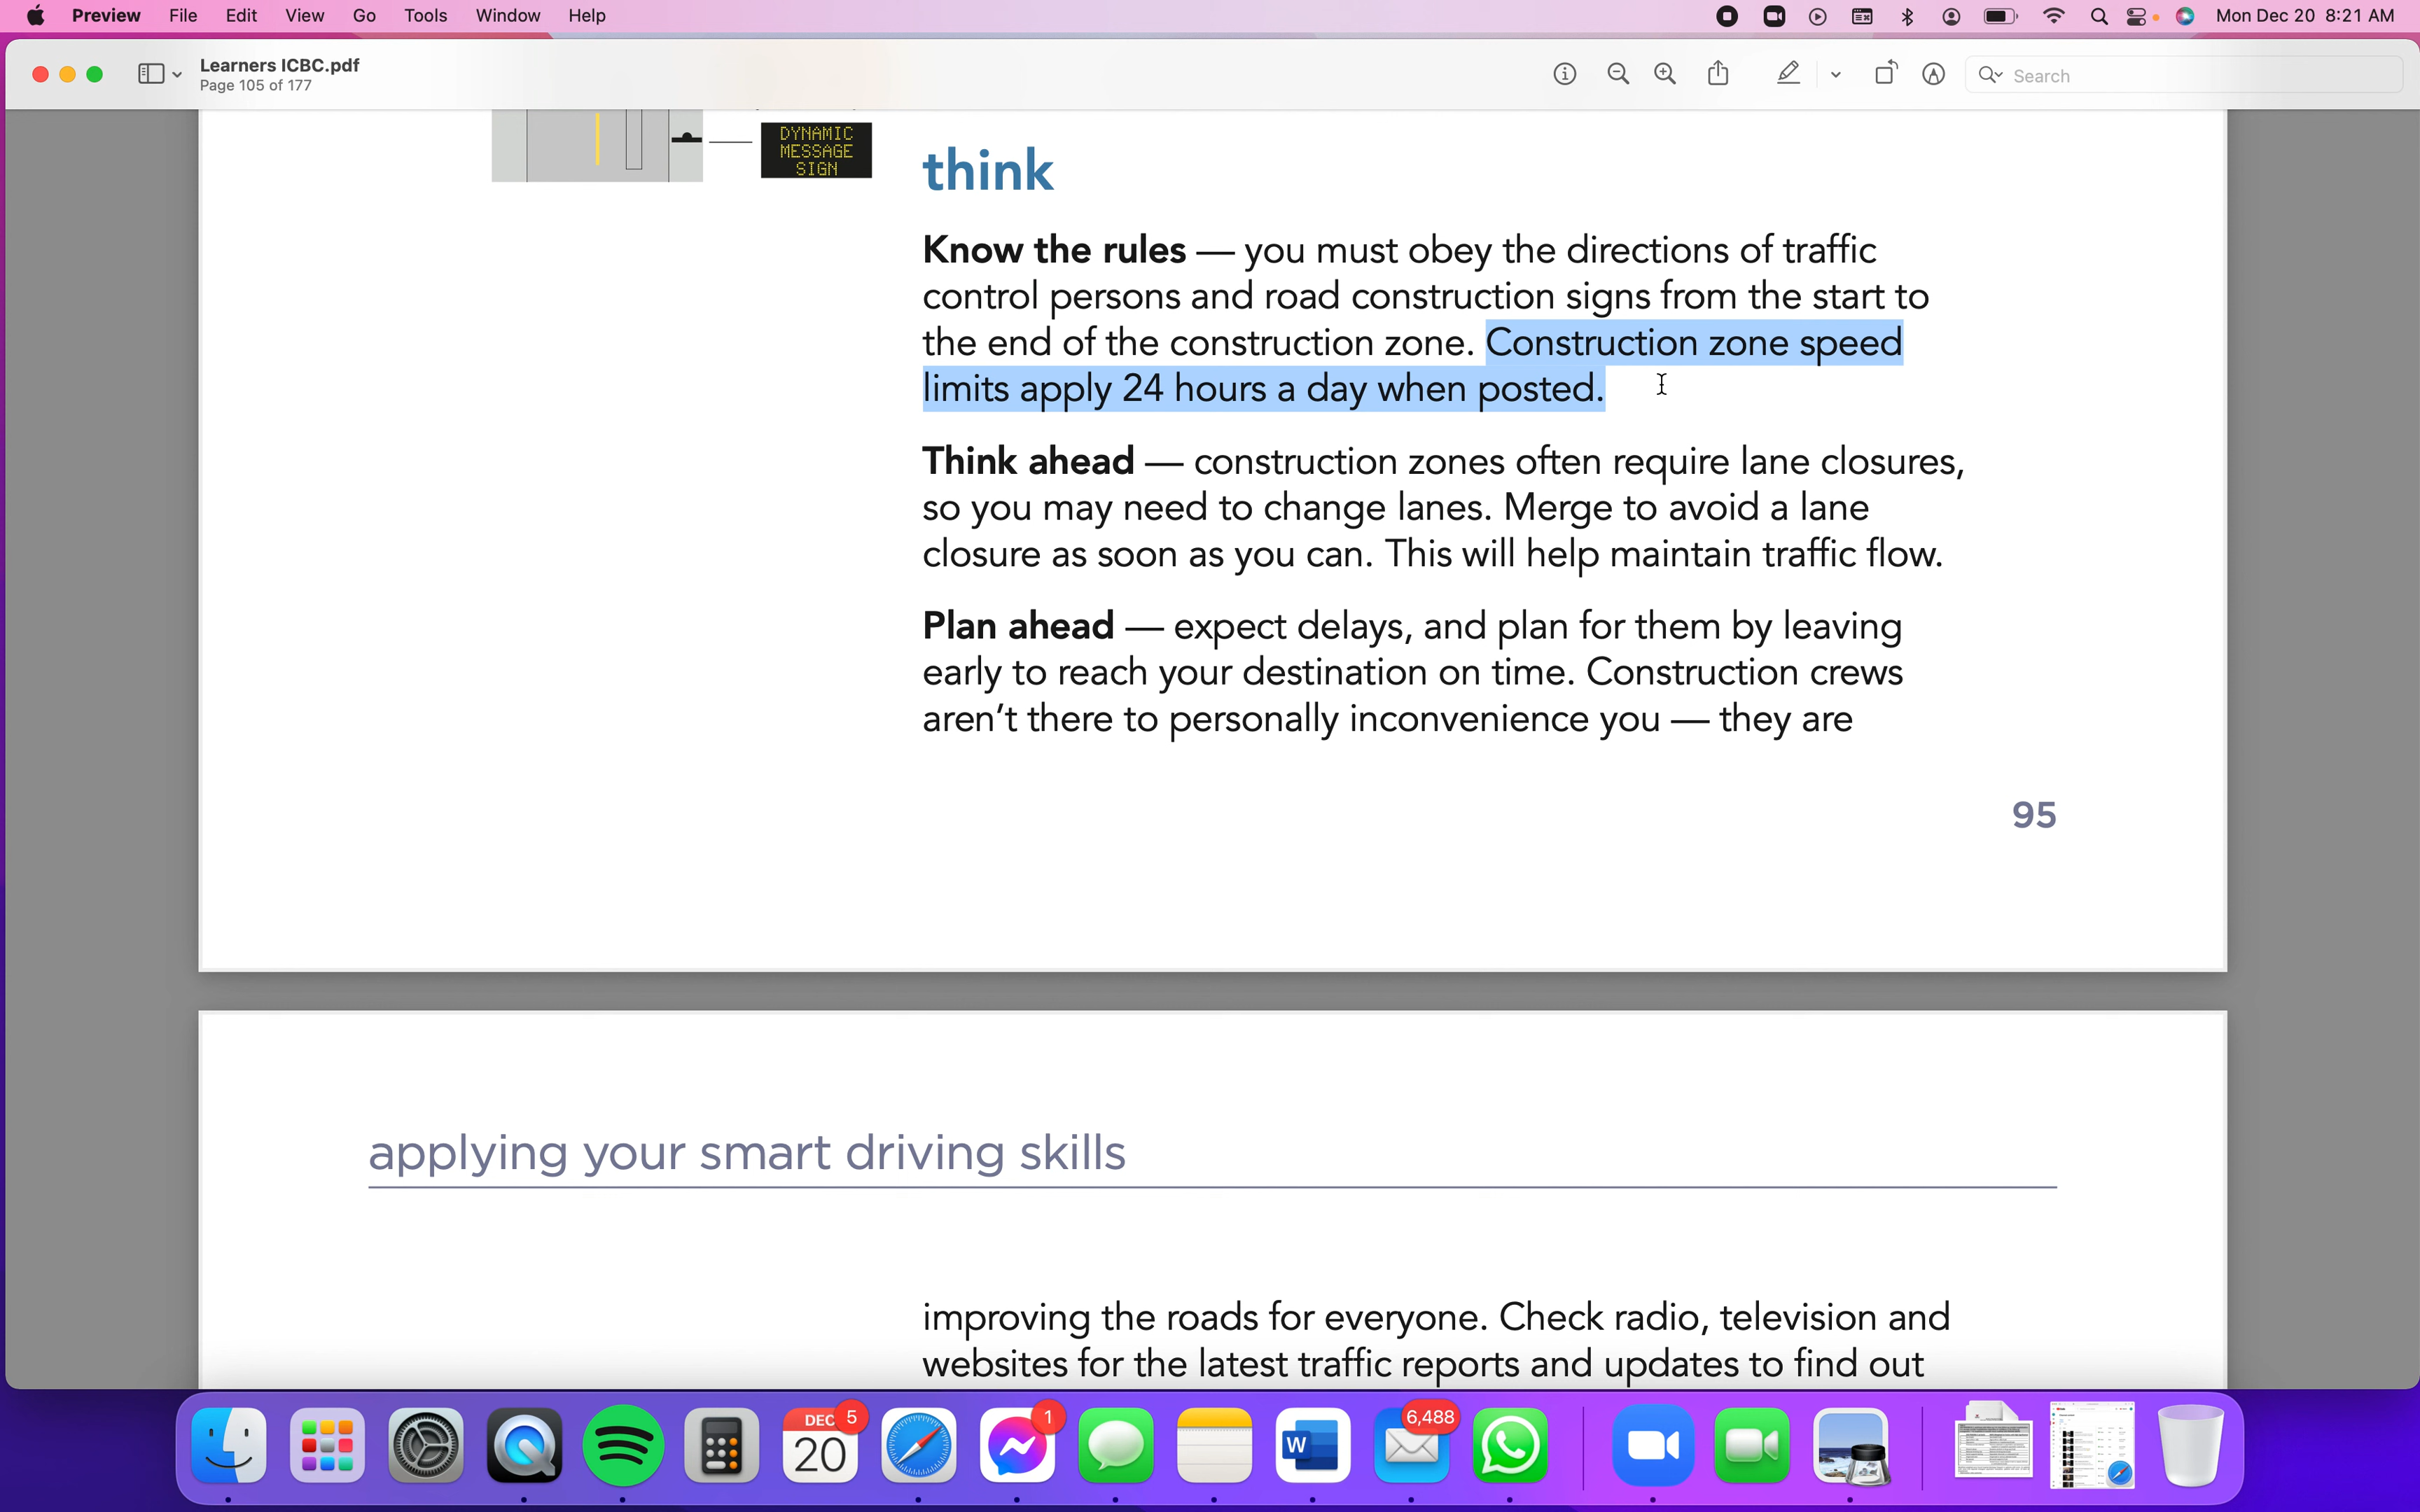 Preview File Edit View Go Tools Window Help
Mon Dec 20 8:21 AM
Learners ICBC.pdf
Page 105 of 177
Search
DYNAMIC
MESSAGE
SIGN
think
Know the rules — you must obey the directions of traffic
control persons and road construction signs from the start to
the end of the construction zone. Construction zone speed
limits apply 24 hours a day when posted.
Think ahead — construction zones often require lane closures,
so you may need to change lanes. Merge to avoid a lane
closure as soon as you can. This will help maintain traffic flow.
Plan ahead — expect delays, and plan for them by leaving
early to reach your destination on time. Construction crews
aren’t there to personally inconvenience you — they are
95
applying your smart driving skills
improving the roads for everyone. Check radio, television and
websites for the latest traffic reports and updates to find out
DEC 5
20
1
W
6,488